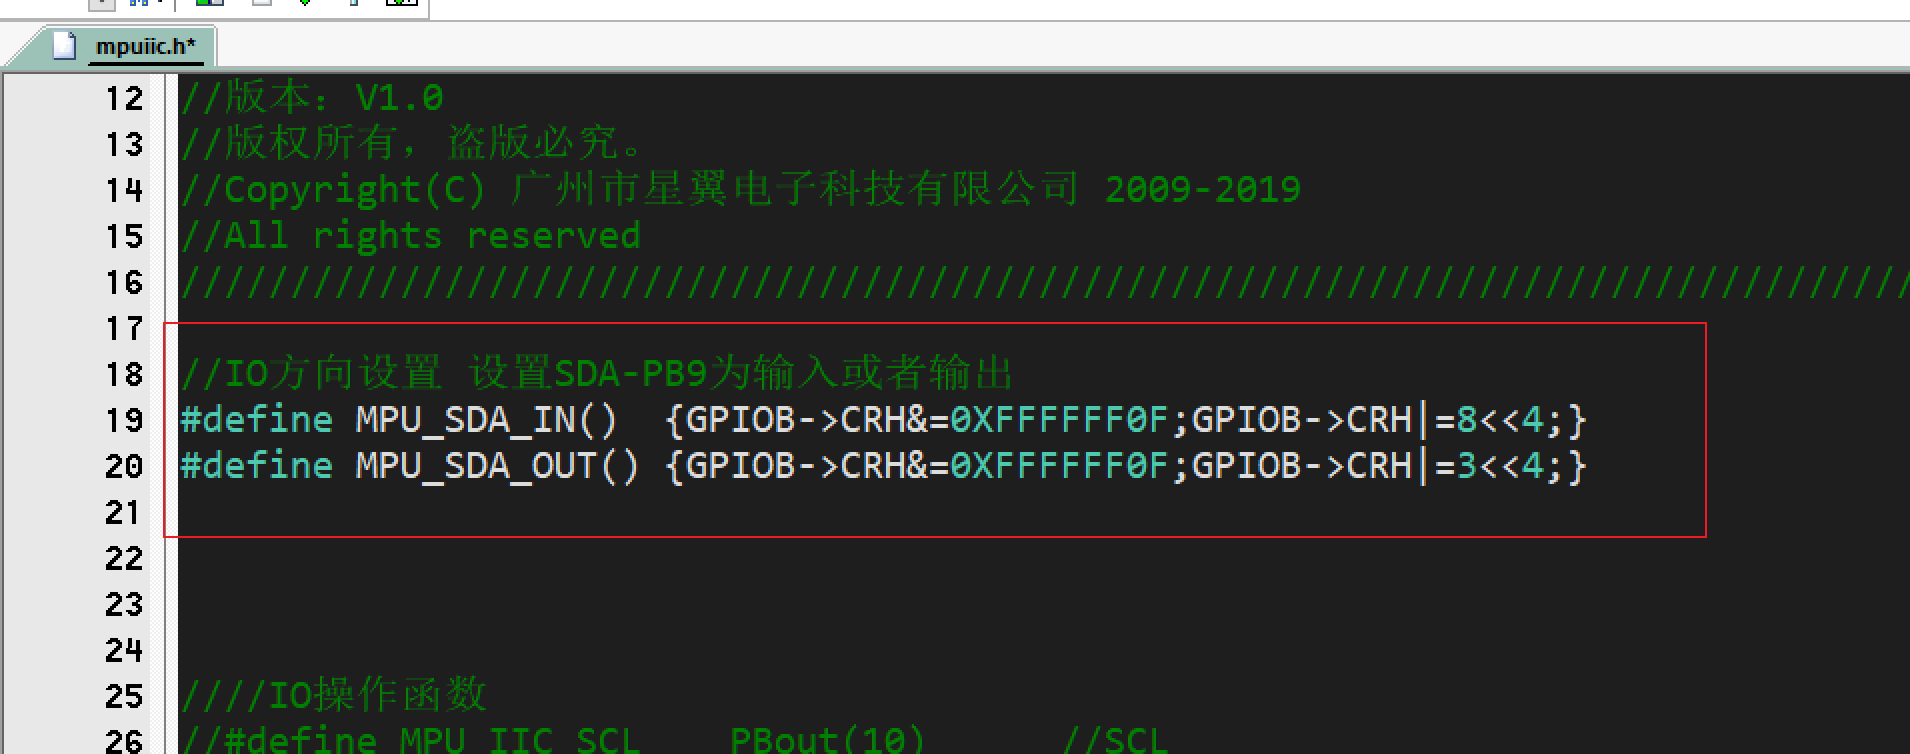 mpuiic.h*
12 //版本：V1.0
13 //版权所有，盗版必究。
14 //Copyright(C) 广州市星翼电子科技有限公司 2009-2019
15 //All rights reserved
16 ////////////////////////////////////////////////////////////////////////////////
17
18 //IO方向设置 设置SDA-PB9为输入或者输出
19 #define MPU_SDA_IN()  {GPIOB->CRH&=0XFFFFFF0F;GPIOB->CRH|=8<<4;}
20 #define MPU_SDA_OUT() {GPIOB->CRH&=0XFFFFFF0F;GPIOB->CRH|=3<<4;}
21
22
23
24
25 ////IO操作函数
26 //#define MPU_IIC_SCL    PBout(10)      //SCL